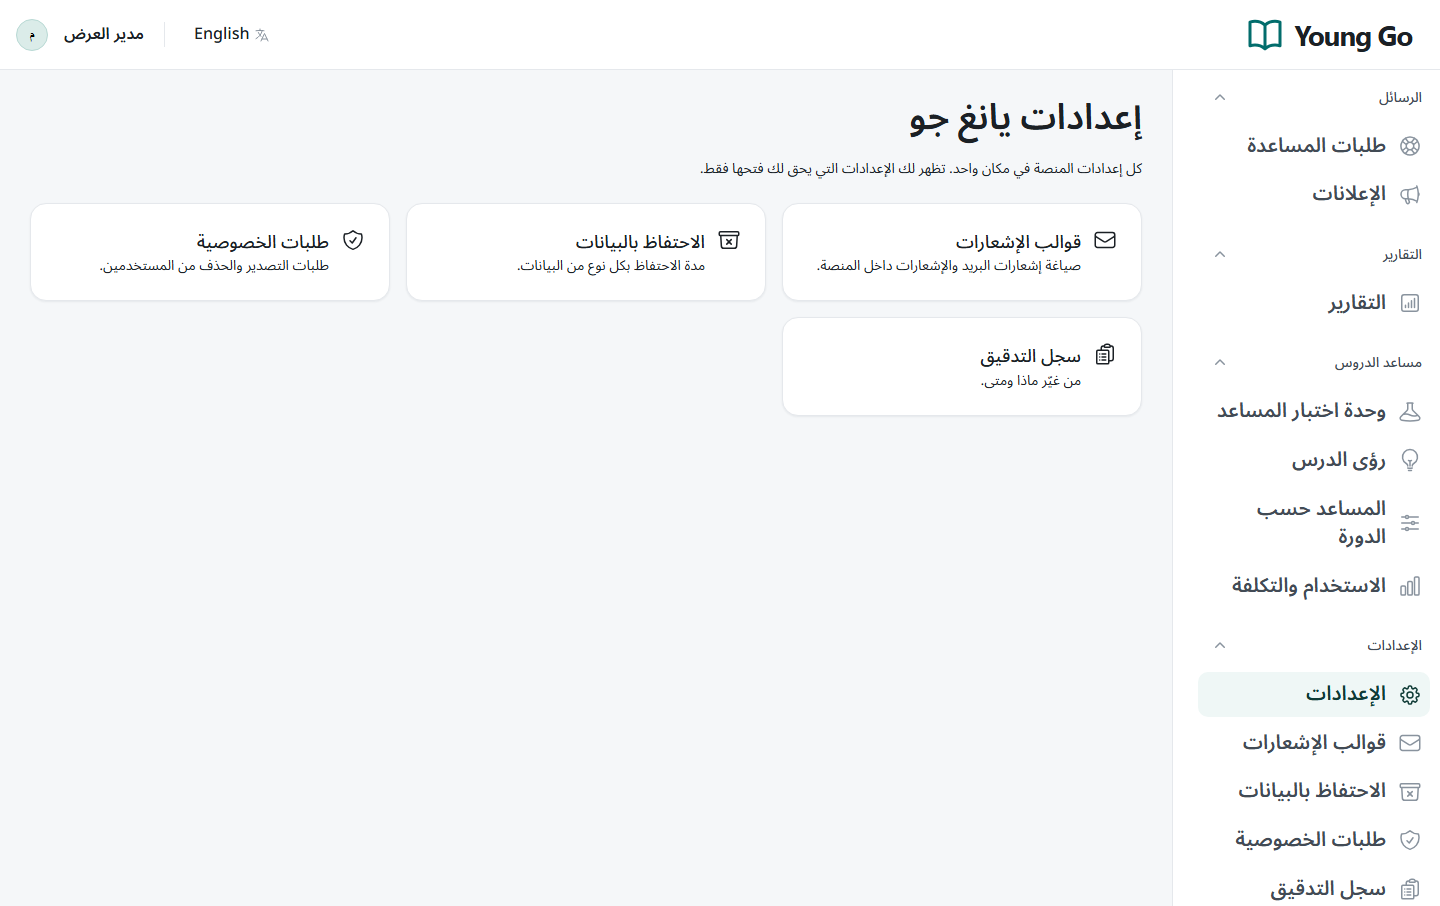 Young Go
English
مدير العرض
م
الرسائل
طلبات المساعدة
الإعلانات
التقارير
التقارير
مساعد الدروس
وحدة اختبار المساعد
رؤى الدرس
المساعد حسب
الدورة
الاستخدام والتكلفة
الإعدادات
الإعدادات
قوالب الإشعارات
الاحتفاظ بالبيانات
طلبات الخصوصية
سجل التدقيق
إعدادات يانغ جو
كل إعدادات المنصة في مكان واحد. تظهر لك الإعدادات التي يحق لك فتحها فقط.
قوالب الإشعارات
صياغة إشعارات البريد والإشعارات داخل المنصة.
الاحتفاظ بالبيانات
مدة الاحتفاظ بكل نوع من البيانات.
طلبات الخصوصية
طلبات التصدير والحذف من المستخدمين.
سجل التدقيق
من غيّر ماذا ومتى.